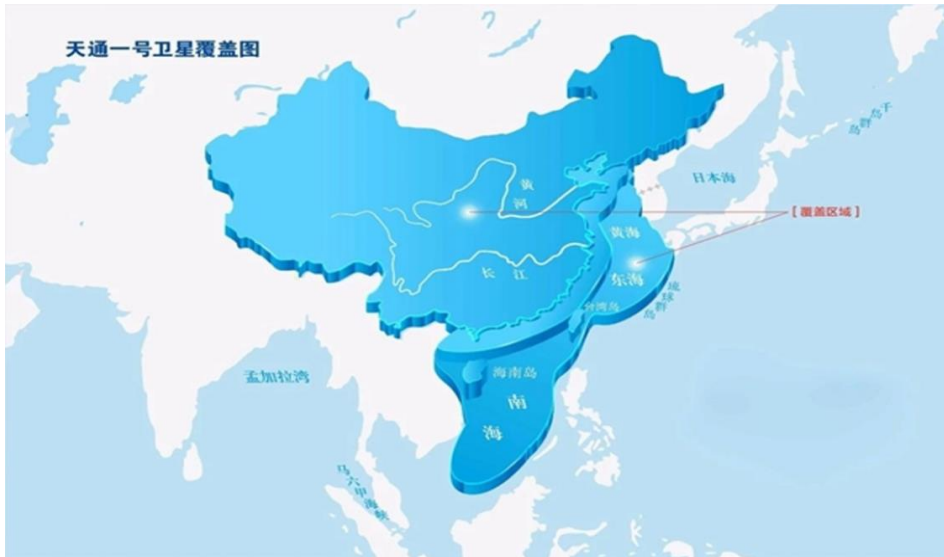 天通一号卫星覆盖图
千岛群岛
日本海
黄河
[覆盖区域]
黄海
长江
东海
琉球群岛
台湾岛
孟加拉湾
海南岛
南海
马六甲海峡